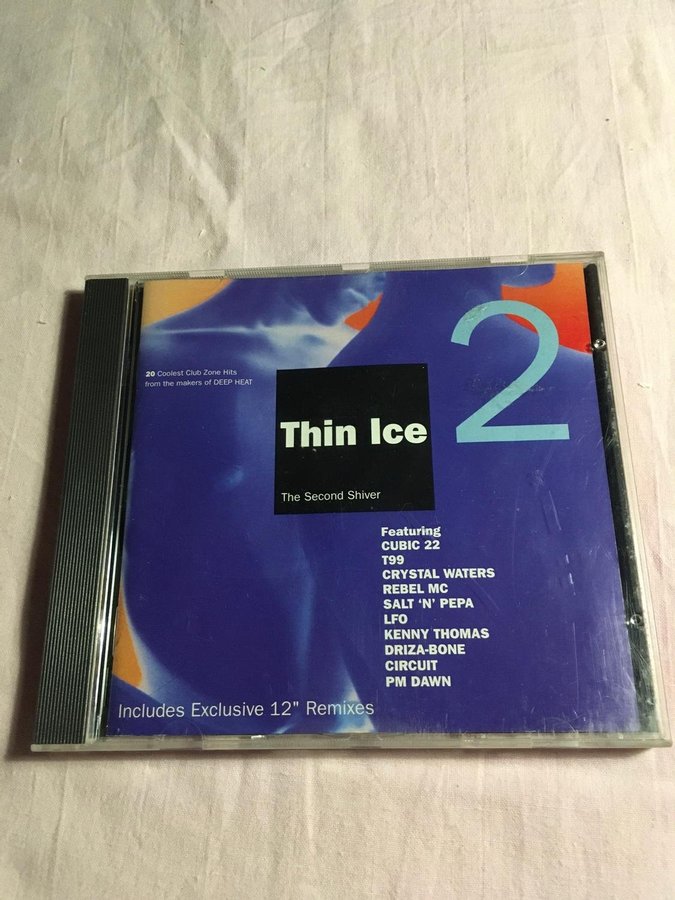 2
20 Coolest Club Zone Hits
from the makers of DEEP HEAT
Thin Ice
The Second Shiver
Featuring
CUBIC 22
T99
CRYSTAL WATERS
REBEL MC
SALT 'N' PEPA
LFO
KENNY THOMAS
DRIZA-BONE
CIRCUIT
PM DAWN
Includes Exclusive 12" Remixes